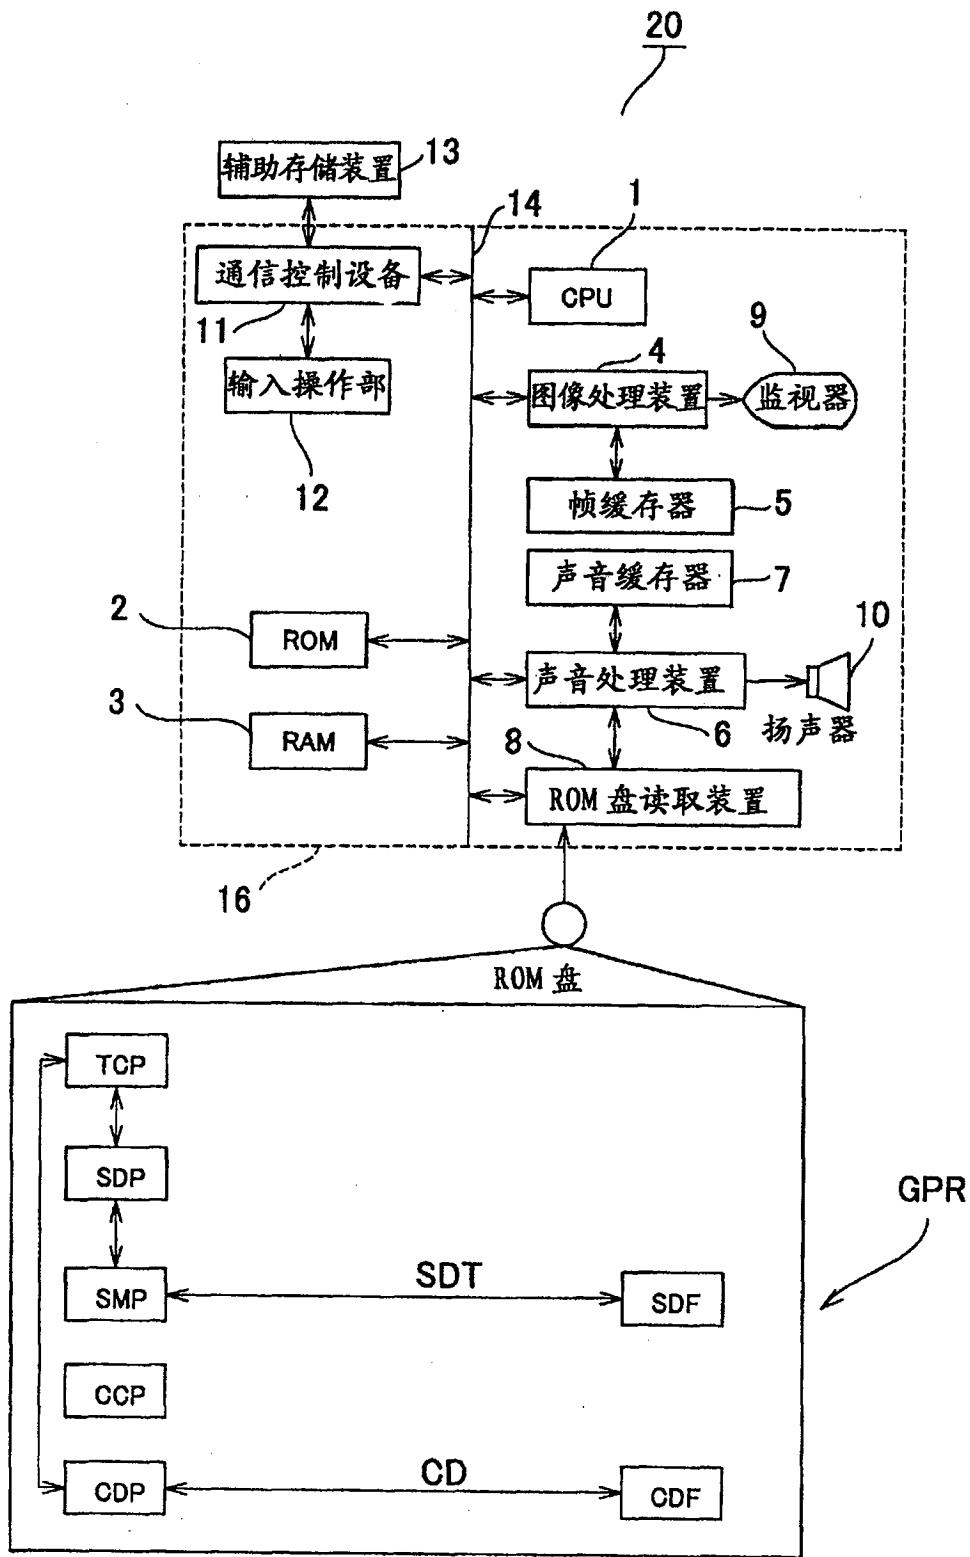 20
辅助存储装置
13
14
1
通信控制设备
11
CPU
9
4
输入操作部
图像处理装置
监视器
12
帧缓存器
5
声音缓存器
7
2
ROM
10
声音处理装置
3
6
扬声器
RAM
8
ROM 盘读取装置
16
ROM 盘
TCP
SDP
GPR
SDT
SMP
SDF
CCP
CD
CDP
CDF